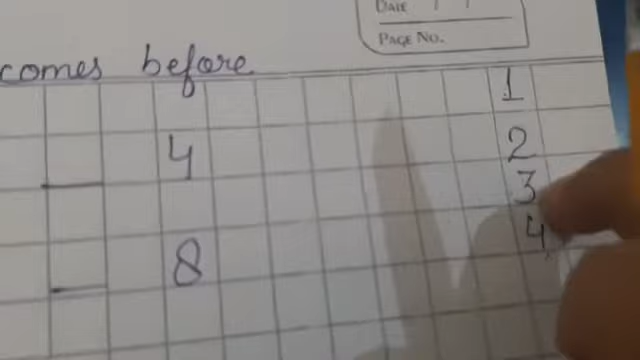 DATE / /
PAGE NO.
comes before
1
_ 4
2
3
4
_ 8